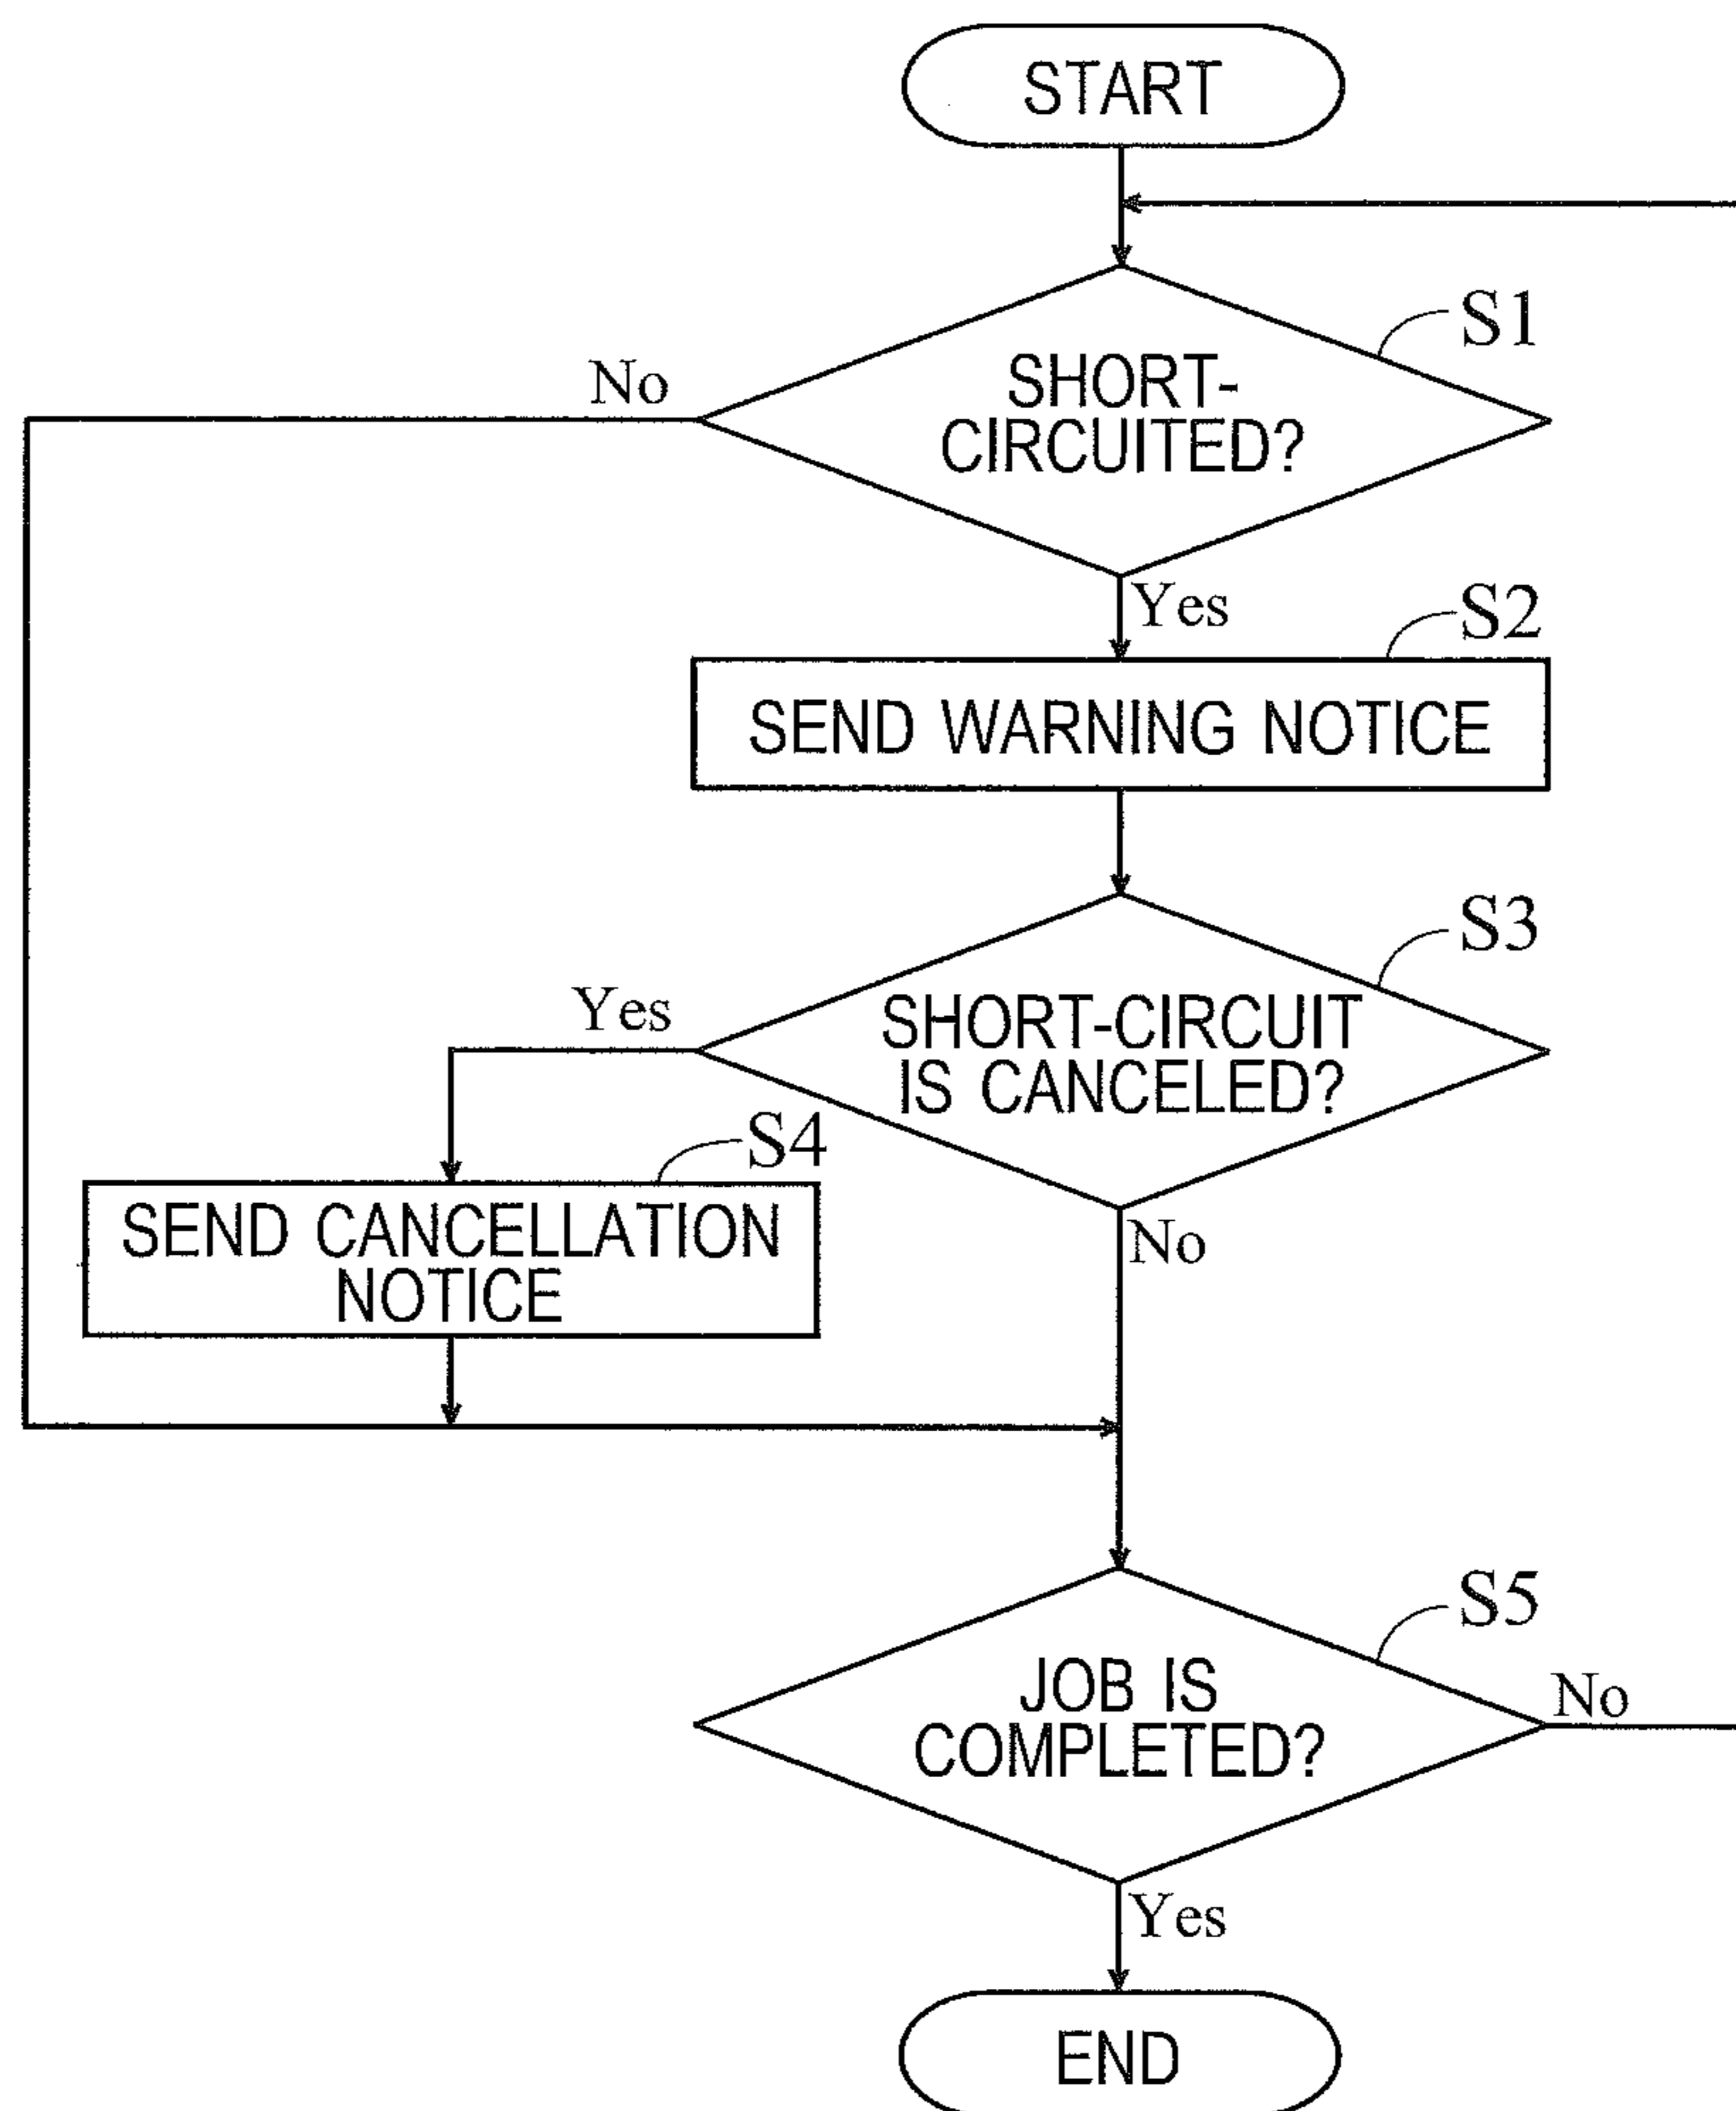 START
S1
No
SHORT-
CIRCUITED?
Yes
S2
SEND WARNING NOTICE
S3
Yes
SHORT-CIRCUIT
IS CANCELED?
S4
SEND CANCELLATION
NOTICE
No
S5
JOB IS
COMPLETED?
No
Yes
END